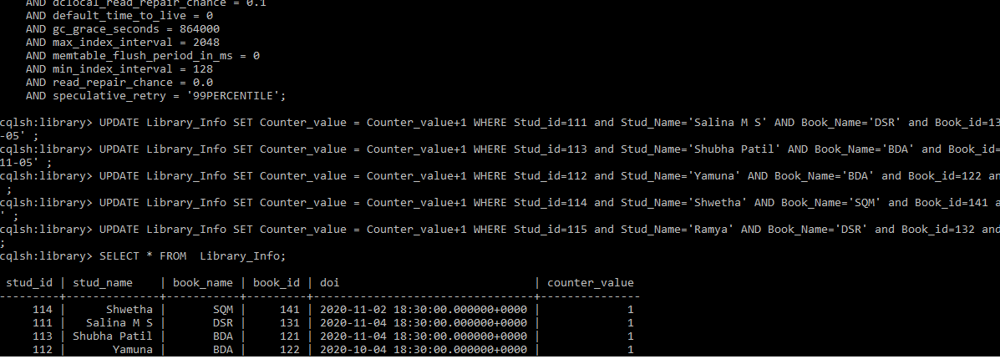 AND dclocal_read_repair_chance = 0.1
AND default_time_to_live = 0
AND gc_grace_seconds = 864000
AND max_index_interval = 2048
AND memtable_flush_period_in_ms = 0
AND min_index_interval = 128
AND read_repair_chance = 0.0
AND speculative_retry = '99PERCENTILE';
cqlsh:library> UPDATE Library_Info SET Counter_value = Counter_value+1 WHERE Stud_id=111 and Stud_Name='Salina M S' AND Book_Name='DSR' and Book_id=13
-05' ;
cqlsh:library> UPDATE Library_Info SET Counter_value = Counter_value+1 WHERE Stud_id=113 and Stud_Name='Shubha Patil' AND Book_Name='BDA' and Book_id=
11-05' ;
cqlsh:library> UPDATE Library_Info SET Counter_value = Counter_value+1 WHERE Stud_id=112 and Stud_Name='Yamuna' AND Book_Name='BDA' and Book_id=122 an
;
cqlsh:library> UPDATE Library_Info SET Counter_value = Counter_value+1 WHERE Stud_id=114 and Stud_Name='Shwetha' AND Book_Name='SQM' and Book_id=141 a
' ;
cqlsh:library> UPDATE Library_Info SET Counter_value = Counter_value+1 WHERE Stud_id=115 and Stud_Name='Ramya' AND Book_Name='DSR' and Book_id=132 and
;
cqlsh:library> SELECT * FROM  Library_Info;
stud_id | stud_name    | book_name | book_id | doi                             | counter_value
---------+--------------+-----------+---------+---------------------------------+---------------
114 |      Shwetha |       SQM |     141 | 2020-11-02 18:30:00.000000+0000 |             1
111 |   Salina M S |       DSR |     131 | 2020-11-04 18:30:00.000000+0000 |             1
113 | Shubha Patil |       BDA |     121 | 2020-11-04 18:30:00.000000+0000 |             1
112 |       Yamuna |       BDA |     122 | 2020-10-04 18:30:00.000000+0000 |             1